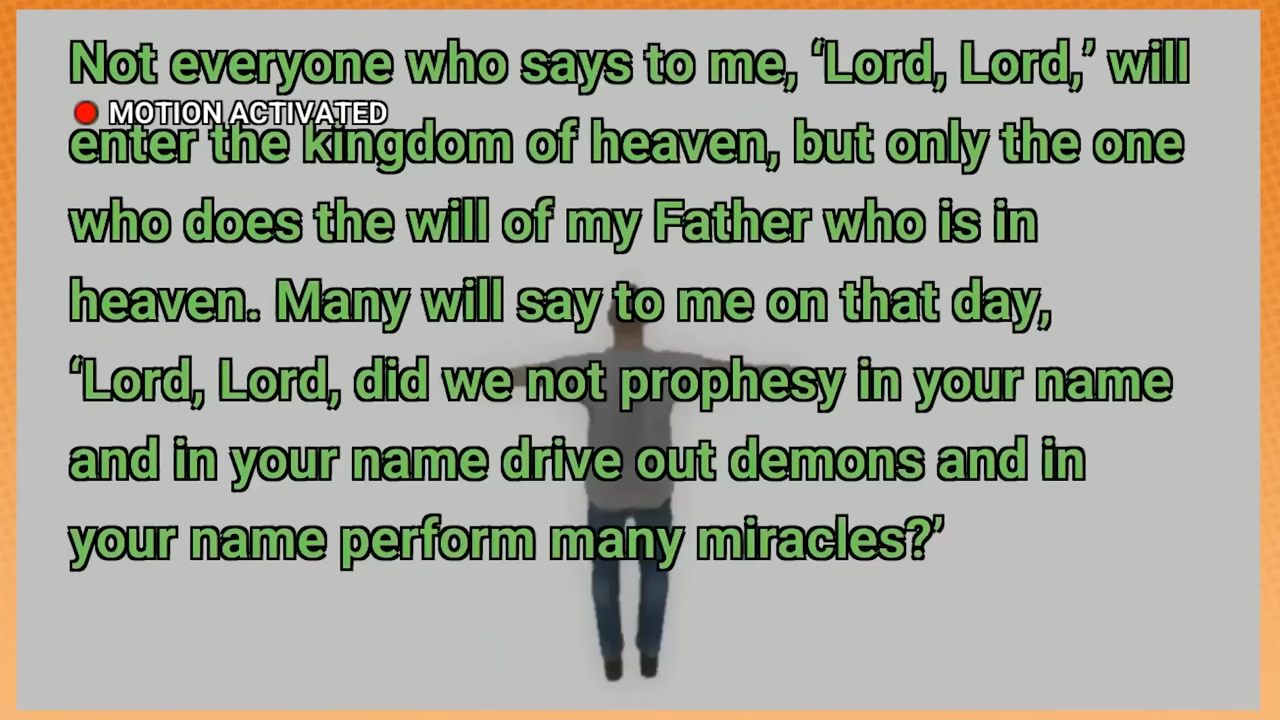 Not everyone who says to me, ‘Lord, Lord,’ will
MOTION ACTIVATED
enter the kingdom of heaven, but only the one
who does the will of my Father who is in
heaven. Many will say to me on that day,
‘Lord, Lord, did we not prophesy in your name
and in your name drive out demons and in
your name perform many miracles?’